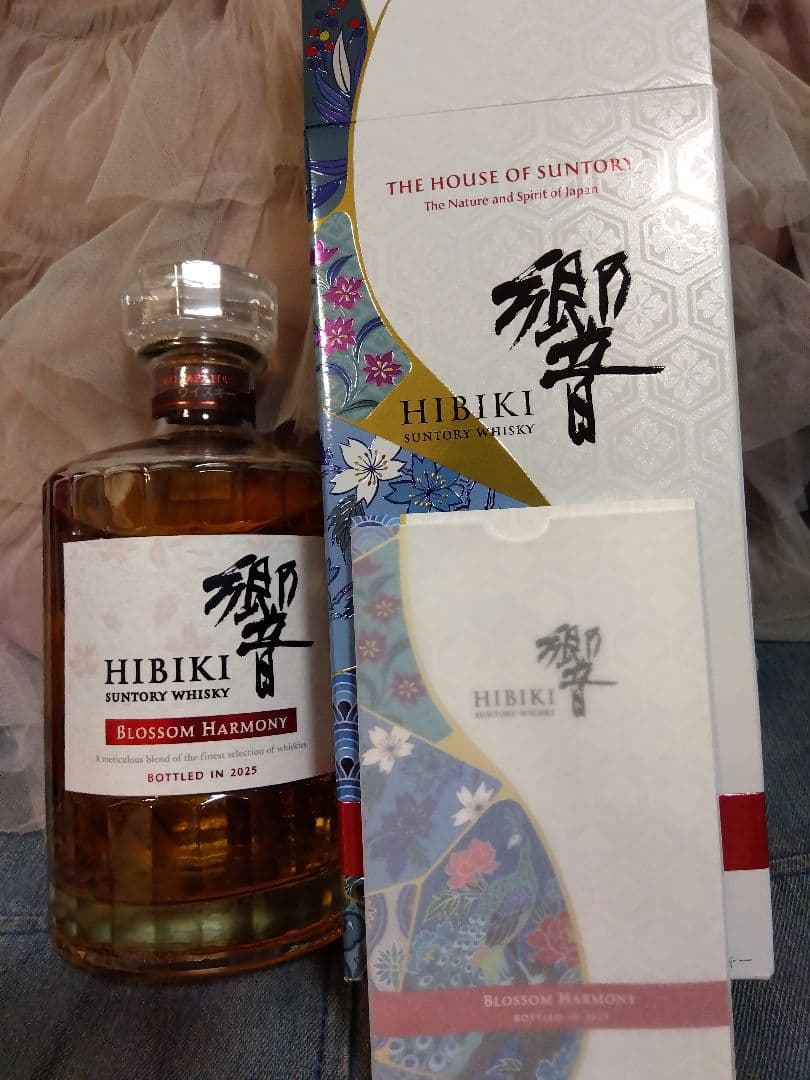 THE HOUSE OF SUNTORY
The Nature and Spirit of Japan
響
HIBIKI
SUNTORY WHISKY
響
HIBIKI
SUNTORY WHISKY
BLOSSOM HARMONY
A meticulous blend of the finest selection of whiskies
BOTTLED IN 2025
響
HIBIKI
SUNTORY WHISKY
BLOSSOM HARMONY
BOTTLED IN 2025